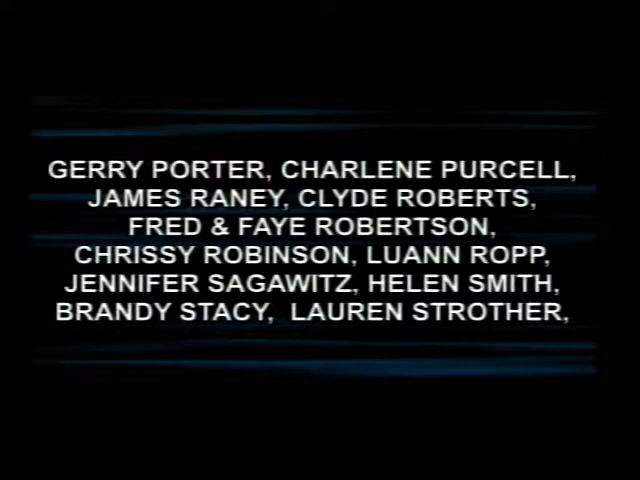 GERRY PORTER, CHARLENE PURCELL,
JAMES RANEY, CLYDE ROBERTS,
FRED & FAYE ROBERTSON,
CHRISSY ROBINSON, LUANN ROPP,
JENNIFER SAGAWITZ, HELEN SMITH,
BRANDY STACY,  LAUREN STROTHER,